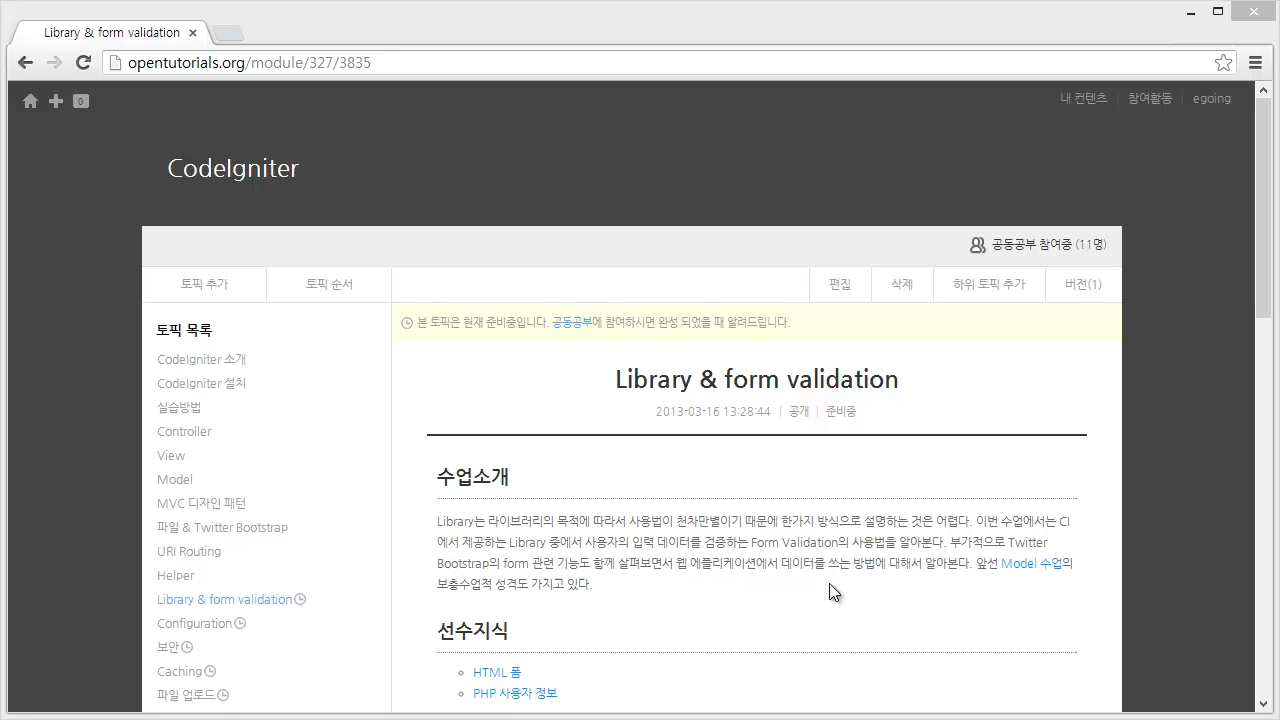 Library & form validation
opentutorials.org/module/327/3835
0
내 컨텐츠 참여활동 egoing
CodeIgniter
공동공부 참여중 (11명)
토픽 추가 토픽 순서 편집 삭제 하위 토픽 추가 버전(1)
본 토픽은 현재 준비중입니다. 공동공부에 참여하시면 완성 되었을 때 알려드립니다.
토픽 목록
CodeIgniter 소개
CodeIgniter 설치
실습방법
Controller
View
Model
MVC 디자인 패턴
파일 & Twitter Bootstrap
URI Routing
Helper
Library & form validation
Configuration
보안
Caching
파일 업로드
Library & form validation
2013-03-16 13:28:44 | 공개 | 준비중
수업소개
Library는 라이브러리의 목적에 따라서 사용법이 천차만별이기 때문에 한가지 방식으로 설명하는 것은 어렵다. 이번 수업에서는 CI
에서 제공하는 Library 중에서 사용자의 입력 데이터를 검증하는 Form Validation의 사용법을 알아본다. 부가적으로 Twitter
Bootstrap의 form 관련 기능도 함께 살펴보면서 웹 에플리케이션에서 데이터를 쓰는 방법에 대해서 알아본다. 앞선 Model 수업의
보충수업적 성격도 가지고 있다.
선수지식
HTML 폼
PHP 사용자 정보